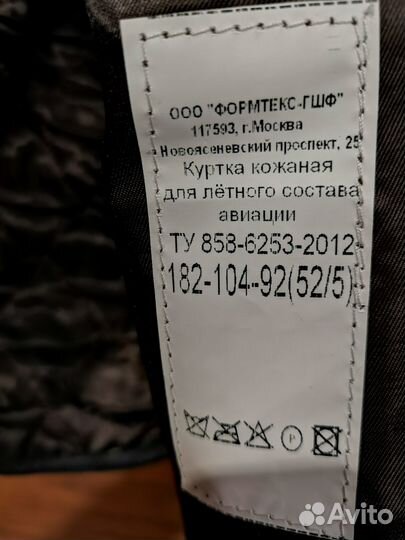 ООО "ФОРМТЕКС-ГШФ"
117593, г.Москва
Новоясеневский проспект, 25
Куртка кожаная
для лётного состава
авиации
ТУ 858-6253-2012
182-104-92(52/5)
P
Avito